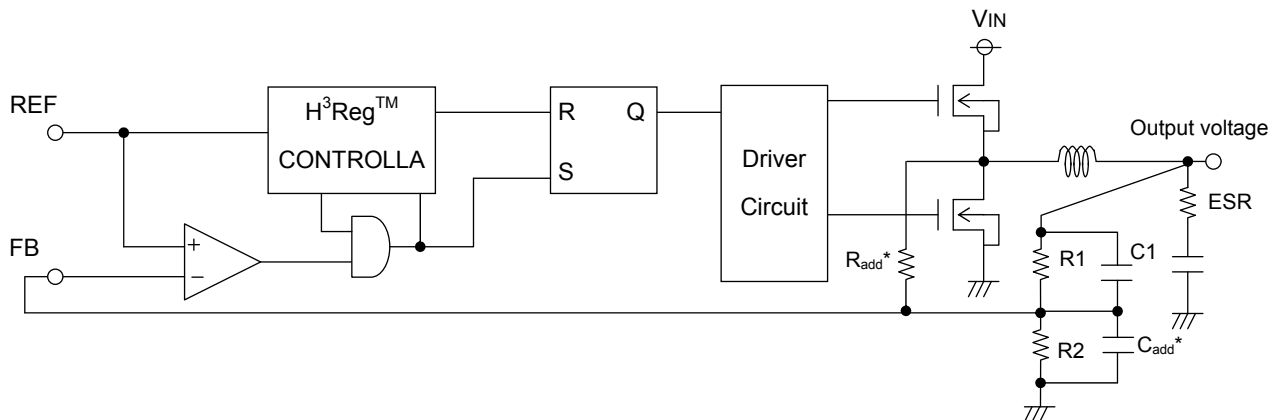 VIN
REF
H³Reg™
CONTROLLA
R
Q
S
Driver
Circuit
Output voltage
ESR
FB
+
−
Radd*
R1
C1
R2
Cadd*